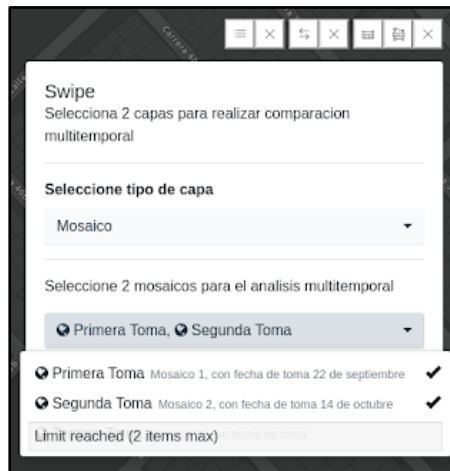 Carrera
Swipe
Selecciona 2 capas para realizar comparacion
multitemporal
Seleccione tipo de capa
Mosaico
Seleccione 2 mosaicos para el analisis multitemporal
Primera Toma, Segunda Toma
Primera Toma Mosaico 1, con fecha de toma 22 de septiembre
Segunda Toma Mosaico 2, con fecha de toma 14 de octubre
Limit reached (2 items max)